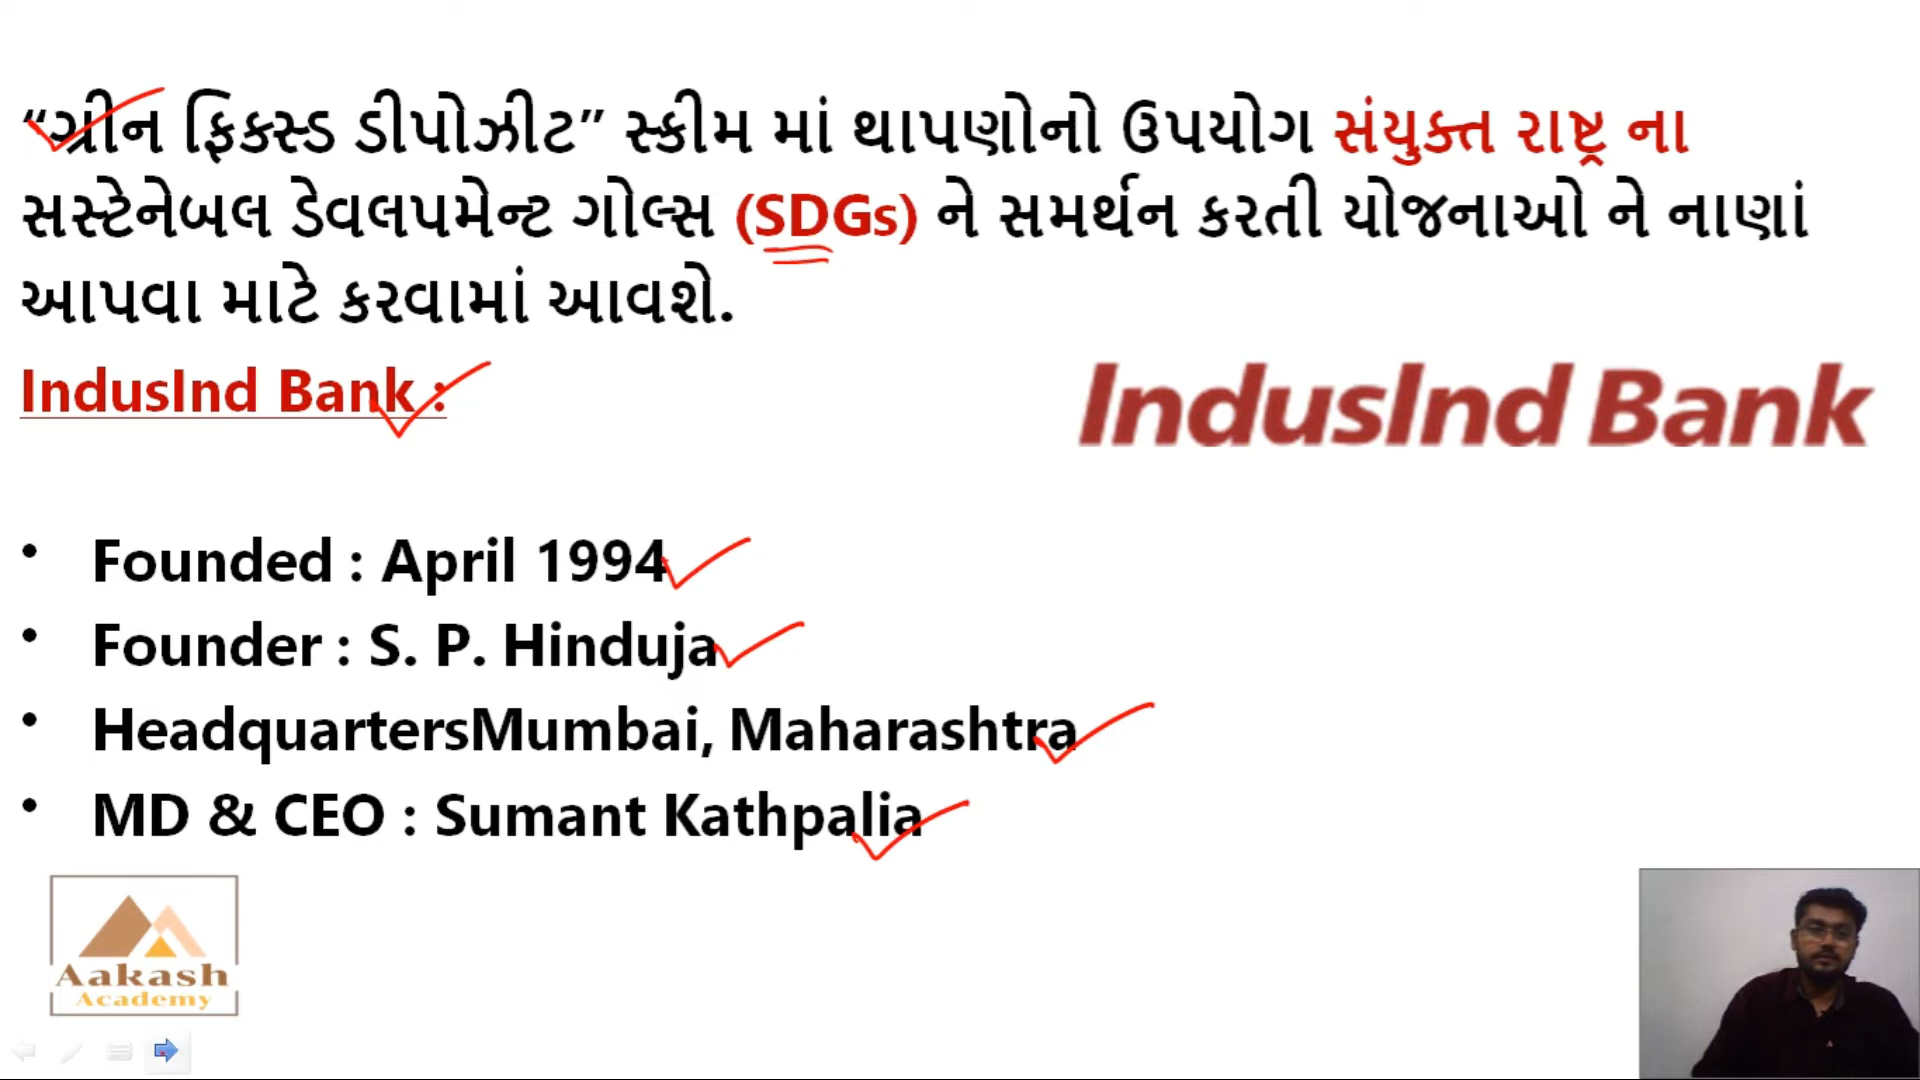 “ગ્રીન ફિક્સ્ડ ડીપોઝીટ” સ્કીમ માં થાપણોનો ઉપયોગ સંયુક્ત રાષ્ટ્ર ના
સસ્ટેનેબલ ડેવલપમેન્ટ ગોલ્સ (SDGs) ને સમર્થન કરતી યોજનાઓ ને નાણાં
આપવા માટે કરવામાં આવશે.
IndusInd Bank :
IndusInd Bank
• Founded : April 1994
• Founder : S. P. Hinduja
• HeadquartersMumbai, Maharashtra
• MD & CEO : Sumant Kathpalia
Aakash
Academy